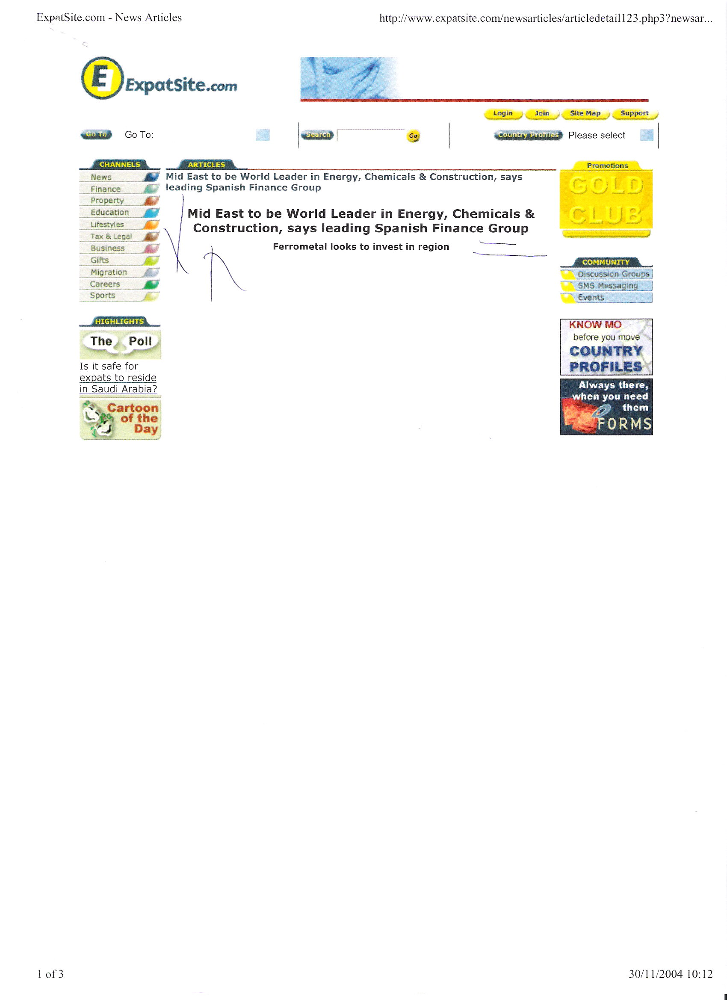 ExpatSite.com - News Articles
http://www.expatsite.com/newsarticles/articledetail123.php3?newsar...
E
ExpatSite.com
Login
Join
Site Map
Support
Go To
Go To:
Search
Go
Country Profiles
Please select
CHANNELS
News
Finance
Property
Education
Lifestyles
Tax & Legal
Business
Gifts
Migration
Careers
Sports
HIGHLIGHTS
The Poll
Is it safe for
expats to reside
in Saudi Arabia?
Cartoon
of the
Day
ARTICLES
Mid East to be World Leader in Energy, Chemicals & Construction, says
leading Spanish Finance Group
Mid East to be World Leader in Energy, Chemicals &
Construction, says leading Spanish Finance Group
Ferrometal looks to invest in region
Promotions
GOLD
CLUB
COMMUNITY
Discussion Groups
SMS Messaging
Events
KNOW MO
before you move
COUNTRY
PROFILES
Always there,
when you need
them
FORMS
1 of 3
30/11/2004 10:12